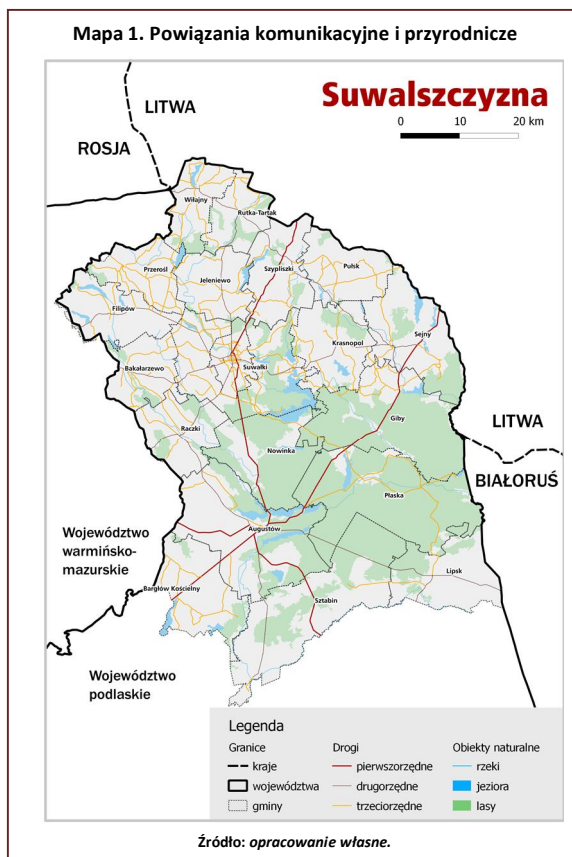 Mapa 1. Powiązania komunikacyjne i przyrodnicze
Suwalszczyzna
0 10 20 km
LITWA
ROSJA
Wiżajny
Rutka-Tartak
Szypliszki
Puńsk
Przerośl
Jeleniewo
Filipów
Sejny
Krasnopol
Bakałarzewo
Suwałki
Giby
Raczki
Nowinka
LITWA
BIAŁORUŚ
Płaska
Województwo
warmińsko-
mazurskie
Augustów
Lipsk
Bargłów Kościelny
Sztabin
Województwo
podlaskie
Legenda
Granice
kraje
województwa
gminy
Drogi
pierwszorzędne
drugorzędne
trzeciorzędne
Obiekty naturalne
rzeki
jeziora
lasy
Źródło: opracowanie własne.